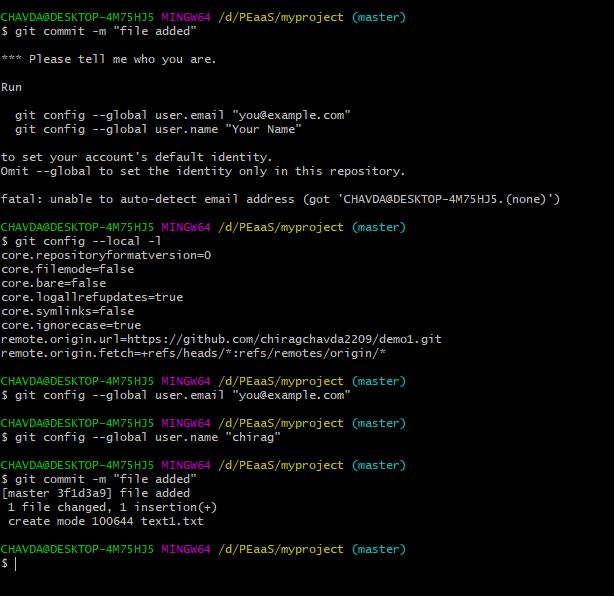 CHAVDA@DESKTOP-4M75HJ5 MINGW64 /d/PEaaS/myproject (master)
$ git commit -m "file added"
*** Please tell me who you are.
Run
git config --global user.email "you@example.com"
git config --global user.name "Your Name"
to set your account's default identity.
Omit --global to set the identity only in this repository.
fatal: unable to auto-detect email address (got 'CHAVDA@DESKTOP-4M75HJ5.(none)')
CHAVDA@DESKTOP-4M75HJ5 MINGW64 /d/PEaaS/myproject (master)
$ git config --local -l
core.repositoryformatversion=0
core.filemode=false
core.bare=false
core.logallrefupdates=true
core.symlinks=false
core.ignorecase=true
remote.origin.url=https://github.com/chiragchavda2209/demo1.git
remote.origin.fetch=+refs/heads/*:refs/remotes/origin/*
CHAVDA@DESKTOP-4M75HJ5 MINGW64 /d/PEaaS/myproject (master)
$ git config --global user.email "you@example.com"
CHAVDA@DESKTOP-4M75HJ5 MINGW64 /d/PEaaS/myproject (master)
$ git config --global user.name "chirag"
CHAVDA@DESKTOP-4M75HJ5 MINGW64 /d/PEaaS/myproject (master)
$ git commit -m "file added"
[master 3f1d3a9] file added
1 file changed, 1 insertion(+)
create mode 100644 text1.txt
CHAVDA@DESKTOP-4M75HJ5 MINGW64 /d/PEaaS/myproject (master)
$